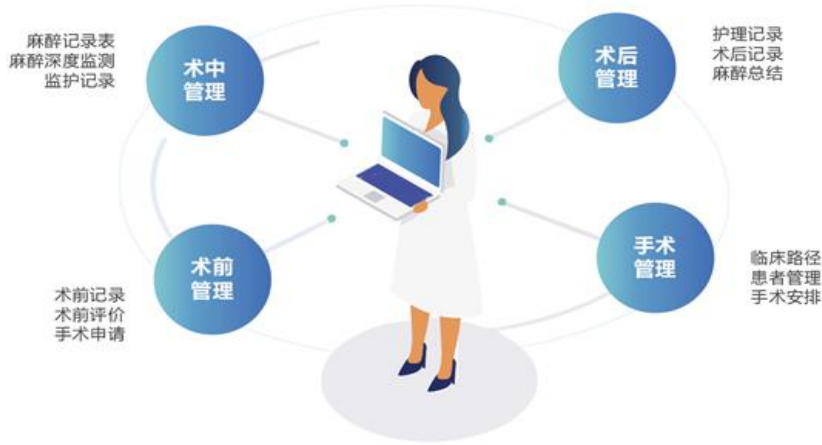 麻醉记录表
麻醉深度监测
监护记录
术中
管理
术后
管理
护理记录
术后记录
麻醉总结
术前
管理
术前记录
术前评价
手术申请
手术
管理
临床路径
患者管理
手术安排